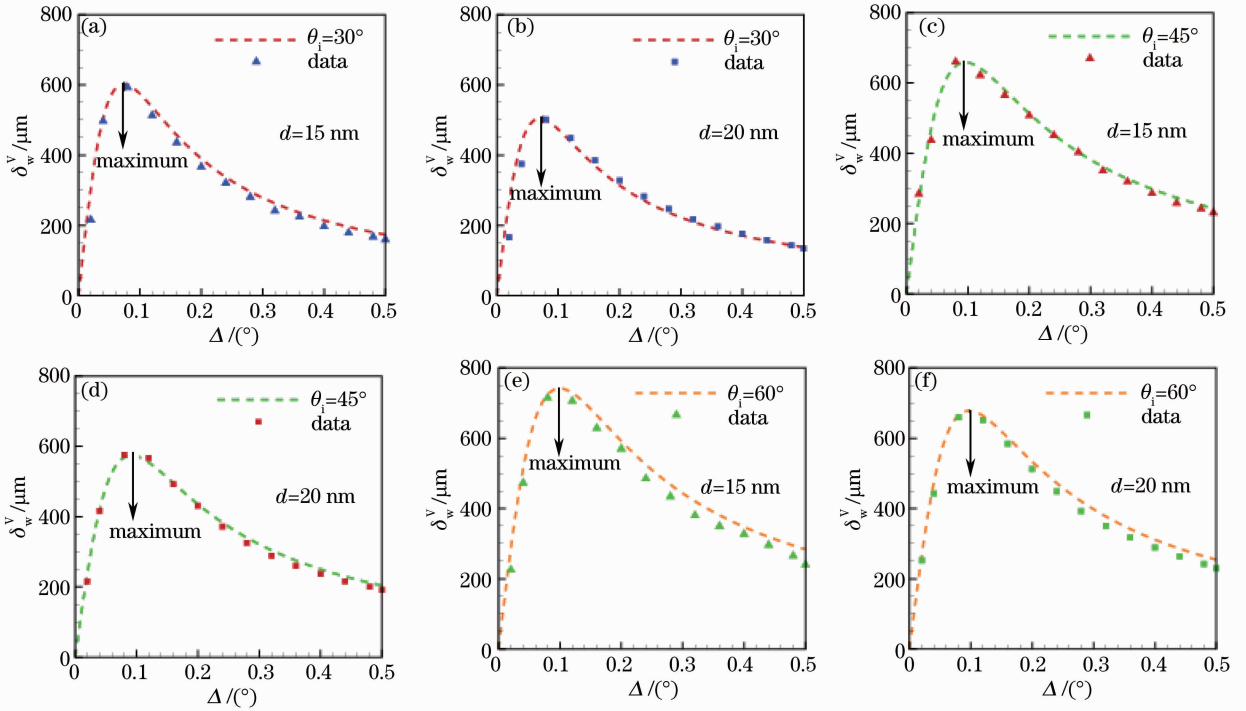 (a)
θi=30°
data
d=15 nm
maximum
δwV/μm
800
600
400
200
0
0 0.1 0.2 0.3 0.4 0.5
Δ/(°)
(b)
θi=30°
data
d=20 nm
maximum
δwV/μm
800
600
400
200
0
0 0.1 0.2 0.3 0.4 0.5
Δ/(°)
(c)
θi=45°
data
d=15 nm
maximum
δwV/μm
800
600
400
200
0
0 0.1 0.2 0.3 0.4 0.5
Δ/(°)
(d)
θi=45°
data
d=20 nm
maximum
δwV/μm
800
600
400
200
0
0 0.1 0.2 0.3 0.4 0.5
Δ/(°)
(e)
θi=60°
data
d=15 nm
maximum
δwV/μm
800
600
400
200
0
0 0.1 0.2 0.3 0.4 0.5
Δ/(°)
(f)
θi=60°
data
d=20 nm
maximum
δwV/μm
800
600
400
200
0
0 0.1 0.2 0.3 0.4 0.5
Δ/(°)